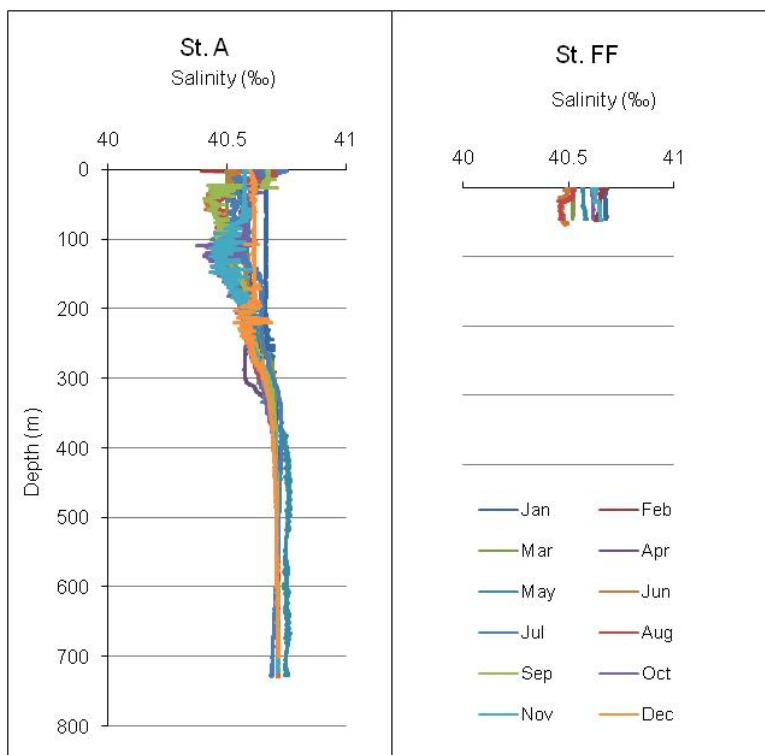 St. A
Salinity (‰)
40 40.5 41
0
100
200
300
400
500
600
700
800
Depth (m)
St. FF
Salinity (‰)
40 40.5 41
Jan Feb
Mar Apr
May Jun
Jul Aug
Sep Oct
Nov Dec